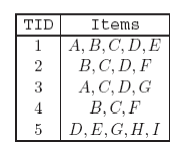 TID Items
1 A, B, C, D, E
2 B, C, D, F
3 A, C, D, G
4 B, C, F
5 D, E, G, H, I